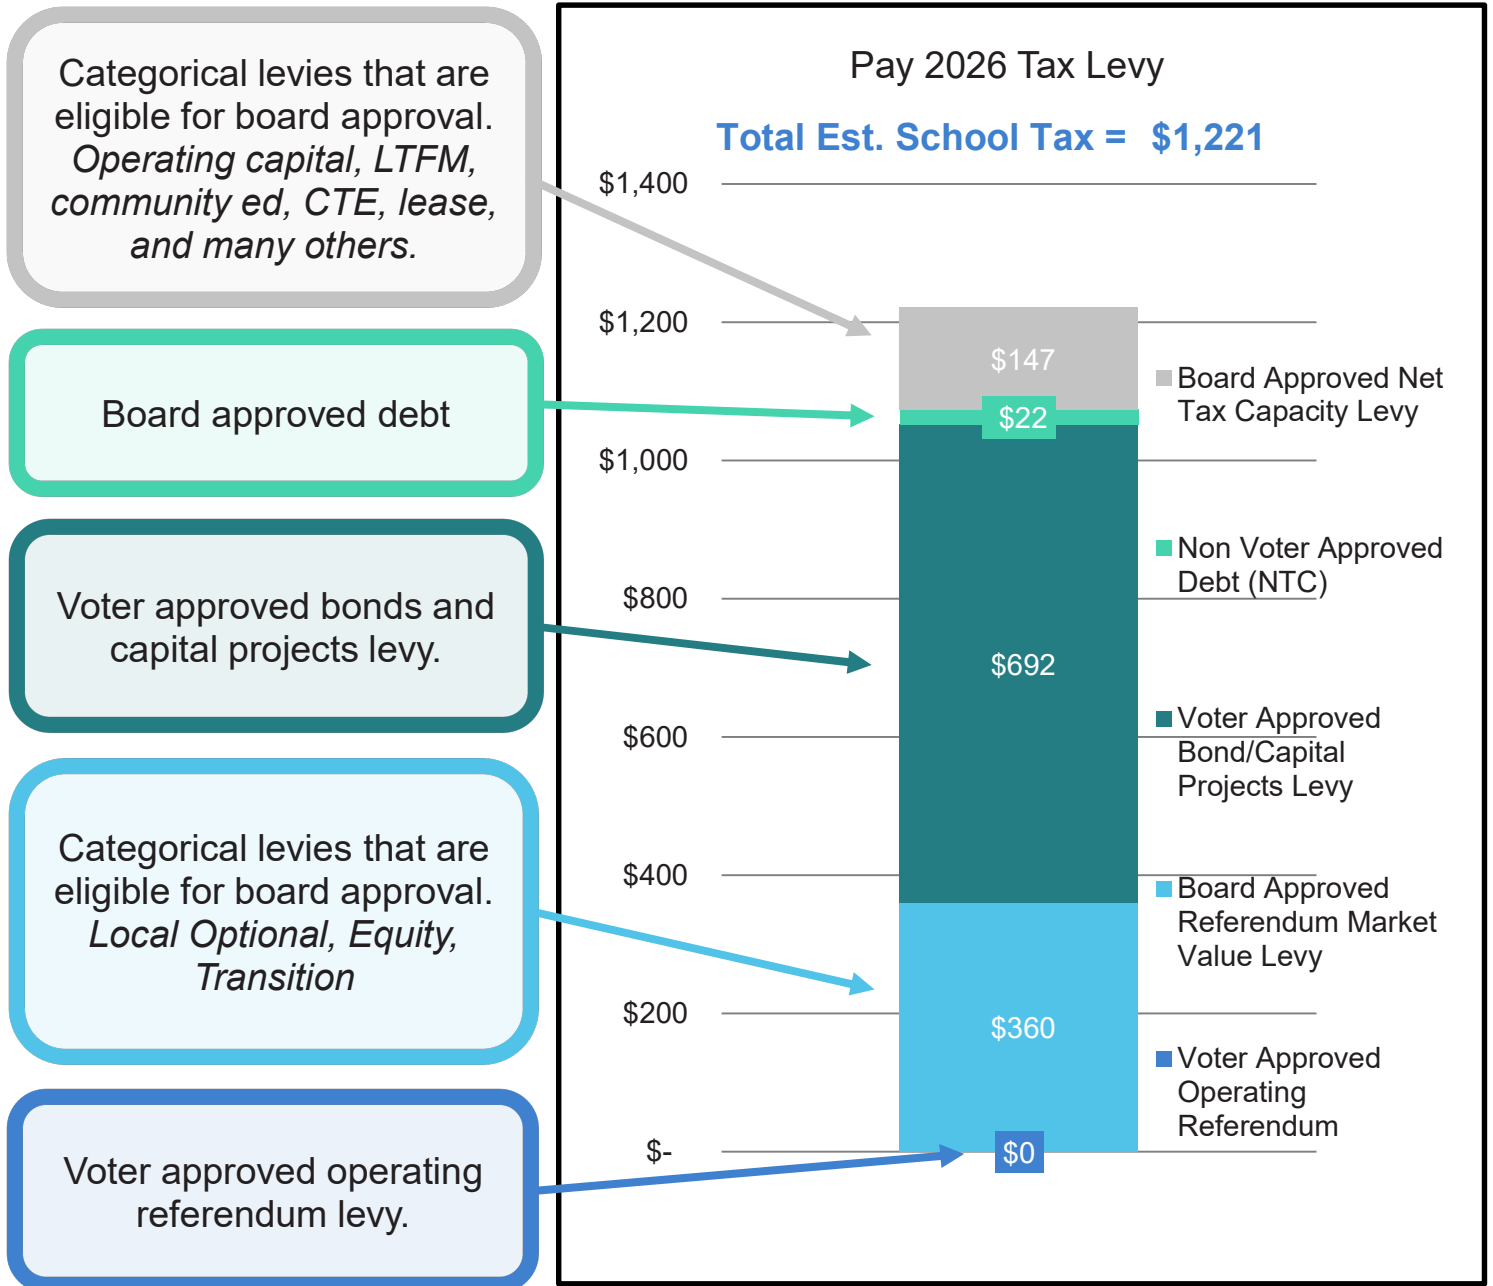 Categorical levies that are
eligible for board approval.
Operating capital, LTFM,
community ed, CTE, lease,
and many others.
Board approved debt
Voter approved bonds and
capital projects levy.
Categorical levies that are
eligible for board approval.
Local Optional, Equity,
Transition
Voter approved operating
referendum levy.
Pay 2026 Tax Levy
Total Est. School Tax = $1,221
$1,400
$1,200
$1,000
$800
$600
$400
$200
$-
$147
$22
$692
$360
$0
Board Approved Net
Tax Capacity Levy
Non Voter Approved
Debt (NTC)
Voter Approved
Bond/Capital
Projects Levy
Board Approved
Referendum Market
Value Levy
Voter Approved
Operating
Referendum